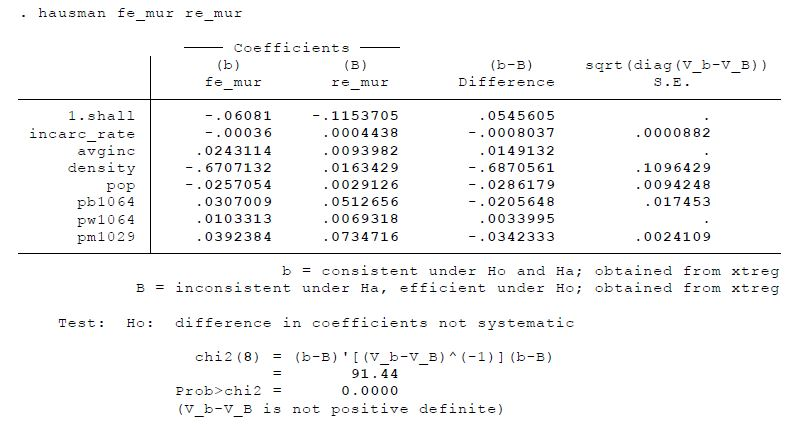 . hausman fe_mur re_mur
Coefficients
(b) (B) (b-B) sqrt(diag(V_b-V_B))
fe_mur re_mur Difference S.E.
1.shall -.06081 -.1153705 .0545605 .
incarc_rate -.00036 .0004438 -.0008037 .0000882
avginc .0243114 .0093982 .0149132 .
density -.6707132 .0163429 -.6870561 .1096429
pop -.0257054 .0029126 -.0286179 .0094248
pb1064 .0307009 .0512656 -.0205648 .017453
pw1064 .0103313 .0069318 .0033995 .
pm1029 .0392384 .0734716 -.0342333 .0024109
b = consistent under Ho and Ha; obtained from xtreg
B = inconsistent under Ha, efficient under Ho; obtained from xtreg
Test: Ho: difference in coefficients not systematic
chi2(8) = (b-B)'[(V_b-V_B)^(-1)](b-B)
= 91.44
Prob>chi2 = 0.0000
(V_b-V_B is not positive definite)